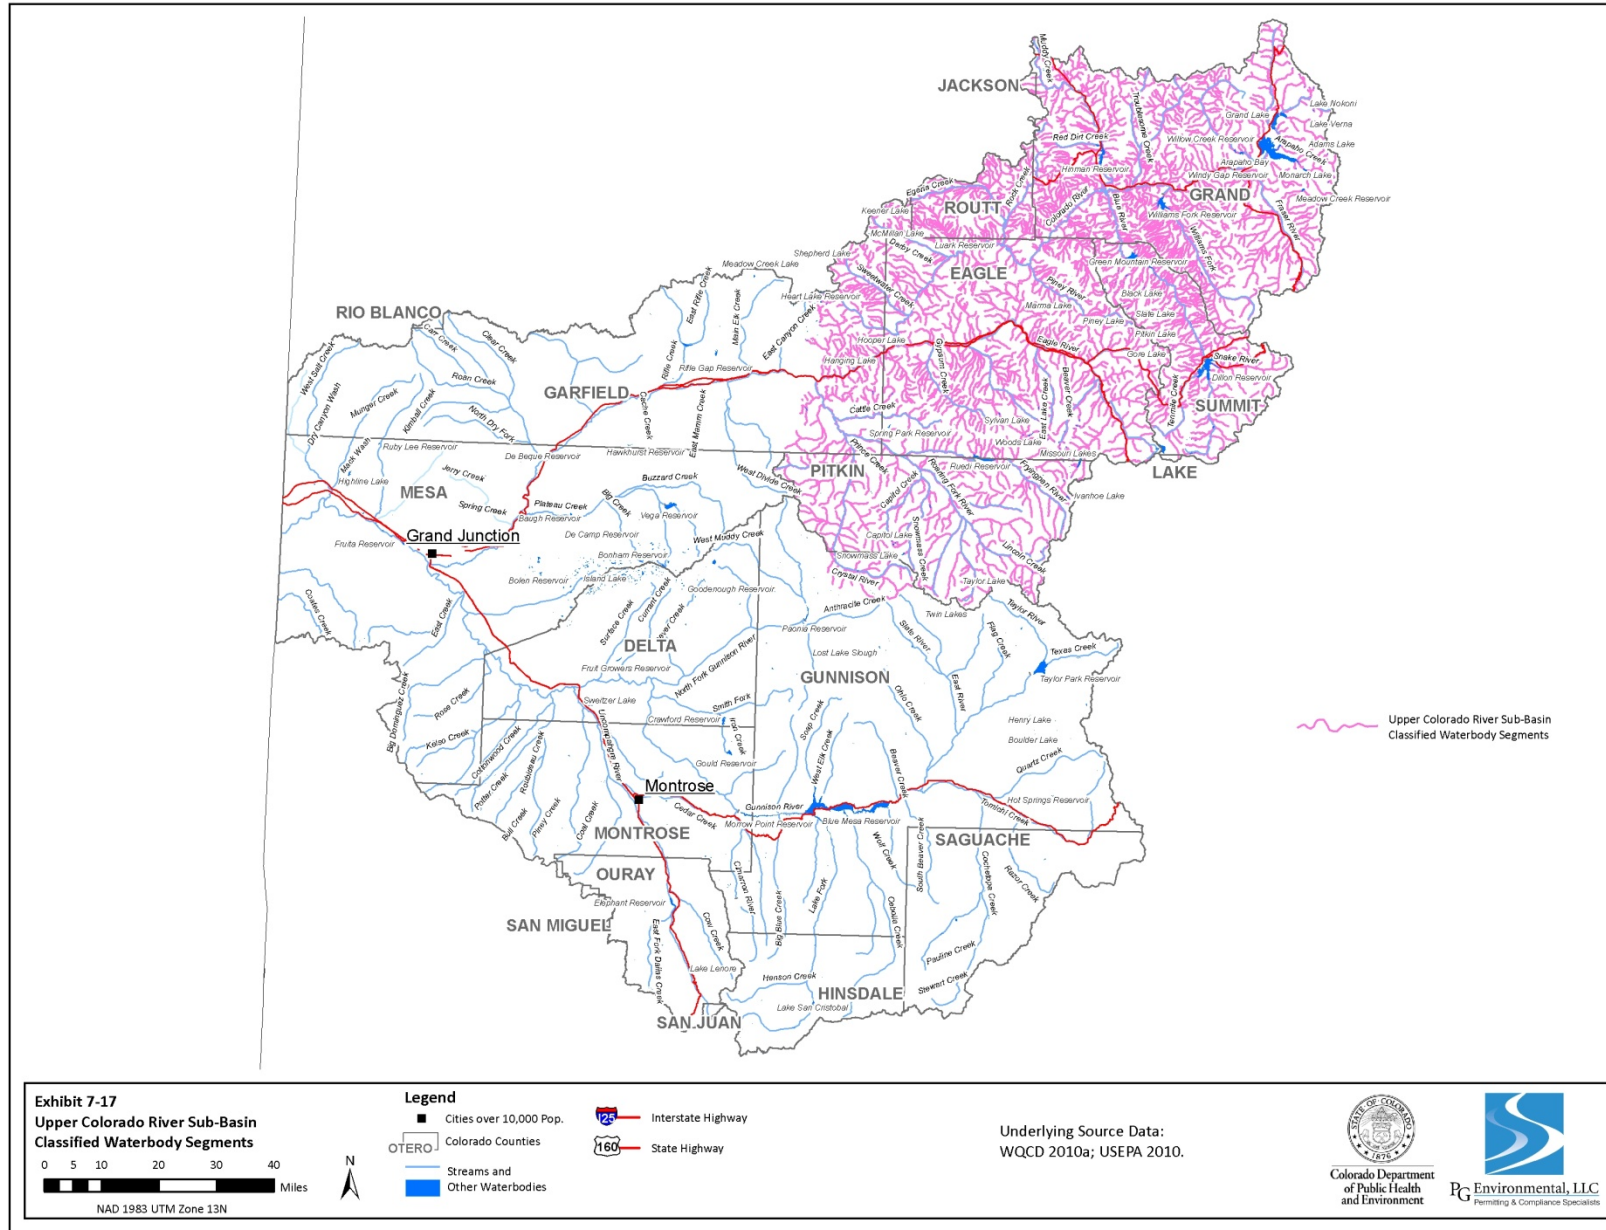 JACKSON
Muddy Creek
Troublesome Creek
Lake Nokoni
Grand Lake
Lake Verna
Red Dirt Creek
Willow Creek Reservoir
Adams Lake
Arapaho Creek
Arapaho Bay
Hinman Reservoir
Windy Gap Reservoir
Monarch Lake
Rock Creek
Egeria Creek
GRAND
Meadow Creek Reservoir
ROUTT
Colorado River
Blue River
Keener Lake
Williams Fork Reservoir
Fraser River
McMillan Lake
Williams Fork
Derby Creek
Luark Reservoir
Shepherd Lake
Green Mountain Reservoir
Meadow Creek Lake
Sweetwater Creek
EAGLE
Piney River
Black Lake
Heart Lake Reservoir
Marma Lake
Slate Lake
East Rifle Creek
Main Elk Creek
RIO BLANCO
East Canyon Creek
Piney Lake
Pitkin Lake
Carr Creek
Clear Creek
Hooper Lake
Eagle River
Gore Lake
Snake River
West Salt Creek
Rifle Creek
Rifle Gap Reservoir
Hanging Lake
Gypsum Creek
Dillon Reservoir
Roan Creek
Dry Canyon Wash
Munger Creek
Kimball Creek
GARFIELD
Cache Creek
East Mamm Creek
Cattle Creek
East Lake Creek
Beaver Creek
Tenmile Creek
SUMMIT
North Dry Fork
Spring Park Reservoir
Sylvan Lake
Mack Wash
Ruby Lee Reservoir
De Beque Reservoir
Hawkhurst Reservoir
Woods Lake
Missouri Lakes
Prince Creek
PITKIN
Ruedi Reservoir
LAKE
Highline Lake
MESA
Jerry Creek
Buzzard Creek
West Divide Creek
Capitol Creek
Roaring Fork River
Fryingpan River
Ivanhoe Lake
Spring Creek
Plateau Creek
Big Creek
Vega Reservoir
Baugh Reservoir
Grand Junction
De Camp Reservoir
West Muddy Creek
Capitol Lake
Fruita Reservoir
Bonham Reservoir
Snowmass Lake
Snowmass Creek
Lincoln Creek
Bolen Reservoir
Island Lake
Goodenough Reservoir
Crystal River
Taylor Lake
Coates Creek
East Creek
Surface Creek
Currant Creek
Anthracite Creek
Twin Lakes
Taylor River
Paonia Reservoir
Slate River
Flag Creek
Texas Creek
DELTA
North Fork Gunnison River
Lost Lake Slough
Fruit Growers Reservoir
GUNNISON
Taylor Park Reservoir
Big Dominguez Creek
Rose Creek
Sweitzer Lake
Smith Fork
Ohio Creek
East River
Crawford Reservoir
Soap Creek
Henry Lake
Upper Colorado River Sub-Basin
Classified Waterbody Segments
Kelso Creek
Cottonwood Creek
Roubideau Creek
Uncompahgre River
Iron Creek
West Elk Creek
Boulder Lake
Gould Reservoir
Beaver Creek
Quartz Creek
Potter Creek
Montrose
Hot Springs Reservoir
Bull Creek
Piney Creek
Coal Creek
Cedar Creek
Gunnison River
Morrow Point Reservoir
Blue Mesa Reservoir
Tomichi Creek
MONTROSE
Wolf Creek
South Beaver Creek
SAGUACHE
OURAY
Cimarron River
Lake Fork
Cochetopa Creek
Razor Creek
Elephant Reservoir
SAN MIGUEL
East Fork Dallas Creek
Cow Creek
Big Blue Creek
Cebolla Creek
Pauline Creek
Lake Lenore
Henson Creek
HINSDALE
Stewart Creek
Lake San Cristobal
SAN JUAN
Exhibit 7-17
Upper Colorado River Sub-Basin
Classified Waterbody Segments
0 5 10 20 30 40
Miles
NAD 1983 UTM Zone 13N
N
Legend
Cities over 10,000 Pop.
OTERO Colorado Counties
Streams and
Other Waterbodies
I25 Interstate Highway
160 State Highway
Underlying Source Data:
WQCD 2010a; USEPA 2010.
STATE OF COLORADO
1876
Colorado Department
of Public Health
and Environment
PG Environmental, LLC
Permitting & Compliance Specialists